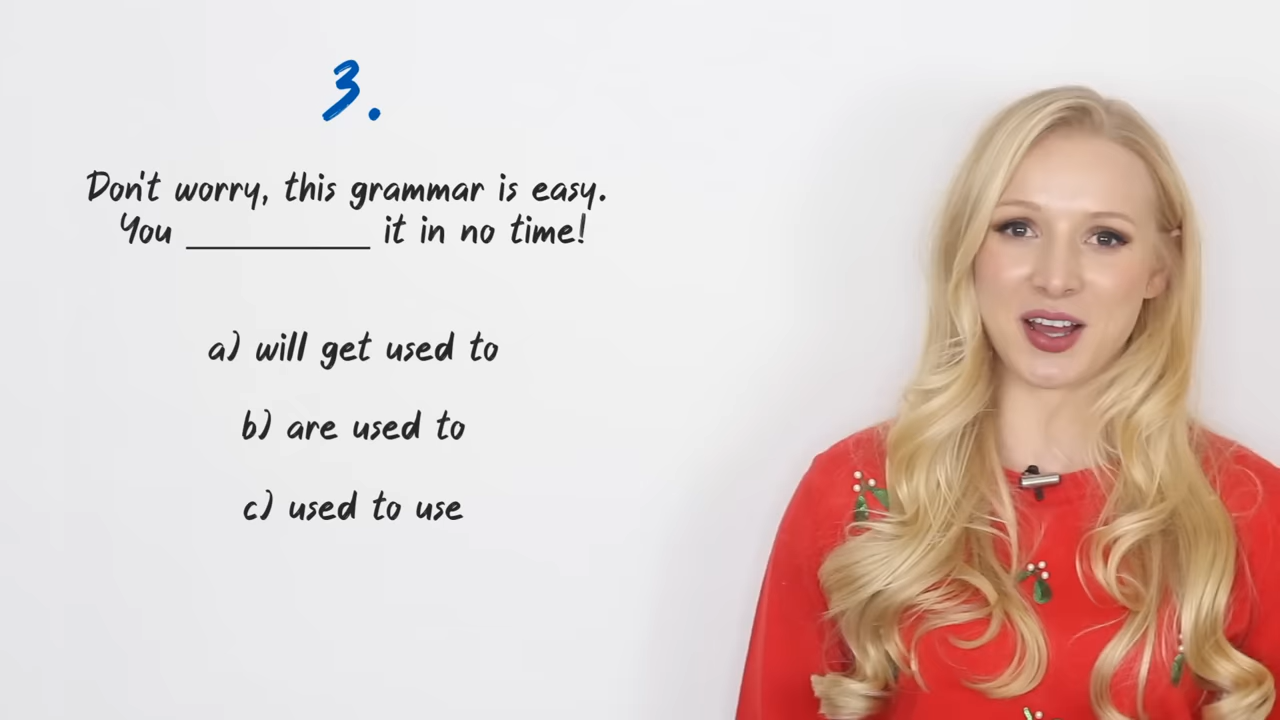 3.
Don't worry, this grammar is easy.
You __________ it in no time!
a) will get used to
b) are used to
c) used to use